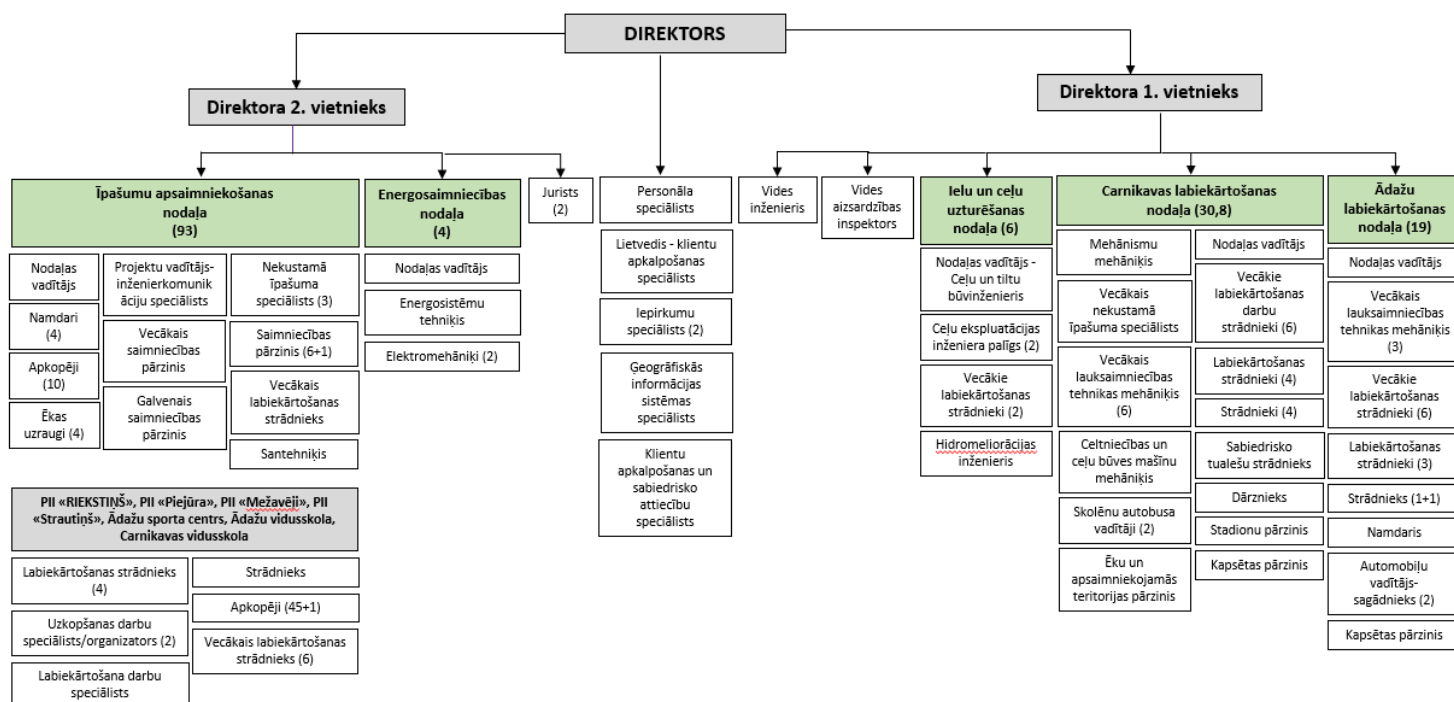 DIREKTORS
Direktora 2. vietnieks
Direktora 1. vietnieks
Īpašumu apsaimniekošanas
nodaļa
(93)
Nodaļas
vadītājs
Namdari
(4)
Apkopēji
(10)
Ēkas
uzraugi (4)
Projektu vadītājs-
inženierkomunik
āciju speciālists
Vecākais
saimniecības
pārzinis
Galvenais
saimniecības
pārzinis
Nekustamā
īpašuma
speciālists (3)
Saimniecības
pārzinis (6+1)
Vecākais
labiekārtošanas
strādnieks
Santehniķis
PII «RIEKSTIŅŠ», PII «Piejūra», PII «Mežavēji», PII
«Strautiņš», Ādažu sporta centrs, Ādažu vidusskola,
Carnikavas vidusskola
Labiekārtošanas strādnieks
(4)
Uzkopšanas darbu
speciālists/organizators (2)
Labiekārtošana darbu
speciālists
Strādnieks
Apkopēji (45+1)
Vecākais labiekārtošanas
strādnieks (6)
Energosaimniecības
nodaļa
(4)
Nodaļas vadītājs
Energosistēmu
tehniķis
Elektromehāniķi (2)
Jurists
(2)
Personāla
speciālists
Lietvedis - klientu
apkalpošanas
speciālists
Iepirkumu
speciālists (2)
Ģeogrāfiskās
informācijas
sistēmas
speciālists
Klientu
apkalpošanas un
sabiedrisko
attiecību
speciālists
Vides
inženieris
Vides
aizsardzības
inspektors
Ielu un ceļu
uzturēšanas
nodaļa (6)
Nodaļas vadītājs -
Ceļu un tiltu
būvinženieris
Ceļu ekspluatācijas
inženiera palīgs (2)
Vecākie
labiekārtošanas
strādnieki (2)
Hidromeliorācijas
inženieris
Carnikavas labiekārtošanas
nodaļa (30,8)
Mehānismu
mehāniķis
Vecākais
nekustamā
īpašuma speciālists
Vecākais
lauksaimniecības
tehnikas mehāniķis
(6)
Celtniecības un
ceļu būves mašīnu
mehāniķis
Skolēnu autobusa
vadītāji (2)
Ēku un
apsaimniekojamās
teritorijas pārzinis
Nodaļas vadītājs
Vecākie
labiekārtošanas
darbu
strādnieki
(6)
Labiekārtošanas
strādnieki (4)
Strādnieki (4)
Sabiedrisko
tualešu strādnieks
Dārznieks
Stadionu pārzinis
Kapsētas pārzinis
Ādažu
labiekārtošanas
nodaļa (19)
Nodaļas vadītājs
Vecākais
lauksaimniecības
tehnikas mehāniķis
(3)
Vecākie
labiekārtošanas
strādnieki (6)
Labiekārtošanas
strādnieki (3)
Strādnieks (1+1)
Namdaris
Automobiļu
vadītājs-
sagādnieks (2)
Kapsētas pārzinis